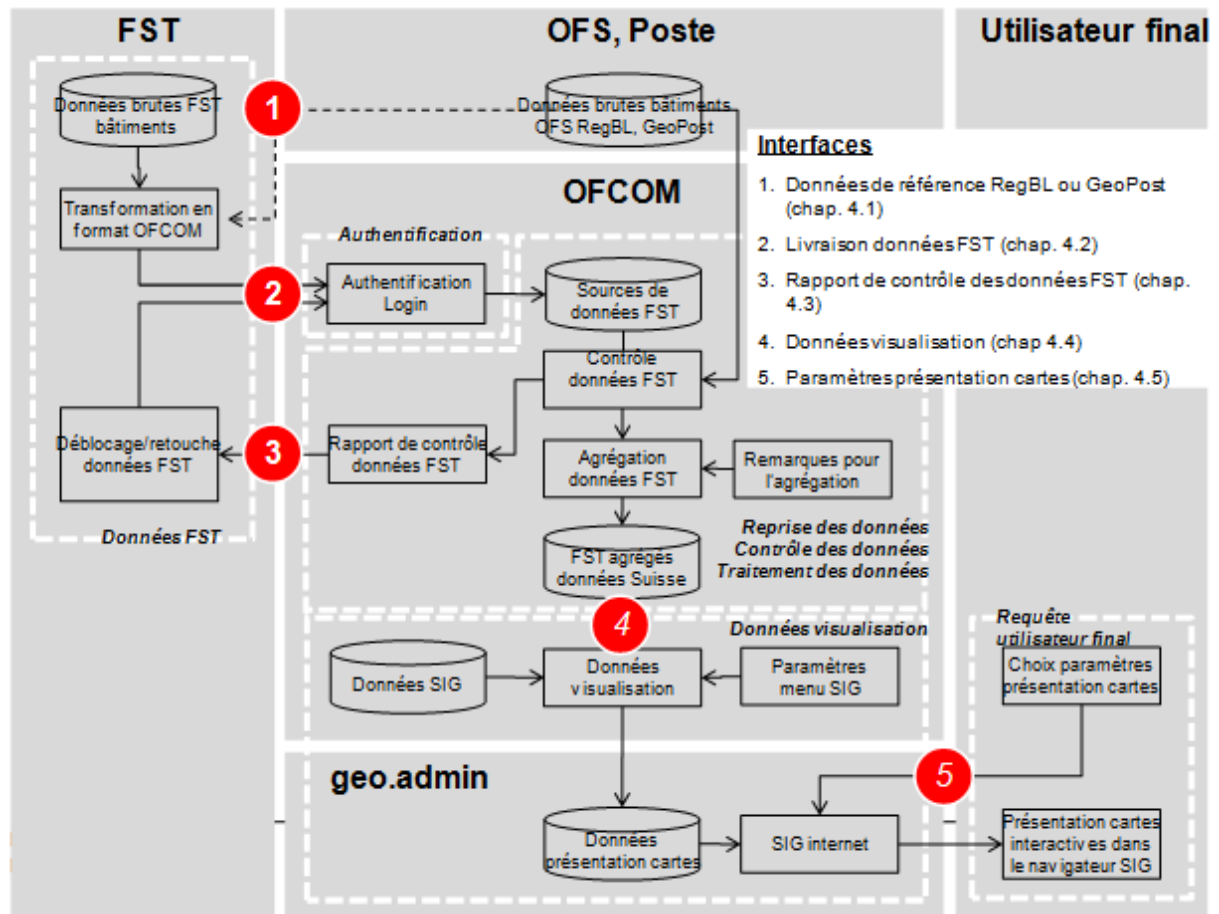 FST
OFS, Poste
Utilisateur final
Données brutes FST
bâtiments
1
Données brutes bâtiments
OFS RegBL, GeoPost
Interfaces
1. Données de référence RegBL ou GeoPost
(chap. 4.1)
2. Livraison données FST (chap. 4.2)
3. Rapport de contrôle des données FST (chap.
4.3)
4. Données visualisation (chap 4.4)
5. Paramètres présentation cartes (chap. 4.5)
Transformation en
format OFCOM
OFCOM
Authentification
2
Authentification
Login
Sources de
données FST
Contrôle
données FST
Déblocage/retouche
données FST
3
Rapport de contrôle
données FST
Agrégation
données FST
Remarques pour
l'agrégation
Données FST
Reprise des données
Contrôle des données
Traitement des données
FST agrégés
données Suisse
4
Données visualisation
Requête
utilisateur final
Données SIG
Données
visualisation
Paramètres
menu SIG
Choix paramètres
présentation cartes
geo.admin
5
Données
présentation cartes
SIG internet
Présentation cartes
interactives dans
le navigateur SIG